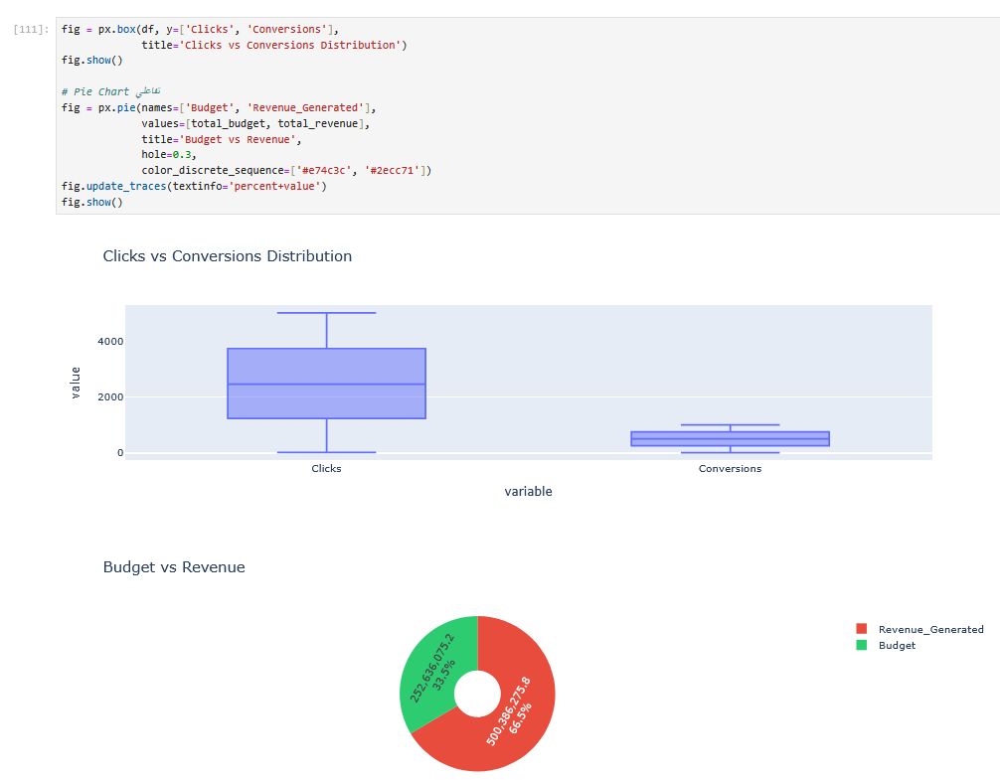 [111]:
fig = px.box(df, y=['Clicks', 'Conversions'],
title='Clicks vs Conversions Distribution')
fig.show()
# Pie Chart تفاعلي
fig = px.pie(names=['Budget', 'Revenue_Generated'],
values=[total_budget, total_revenue],
title='Budget vs Revenue',
hole=0.3,
color_discrete_sequence=['#e74c3c', '#2ecc71'])
fig.update_traces(textinfo='percent+value')
fig.show()
Clicks vs Conversions Distribution
4000
2000
0
value
Clicks
Conversions
variable
Budget vs Revenue
252,636,075.2
33.5%
500,386,275.8
66.5%
Revenue_Generated
Budget